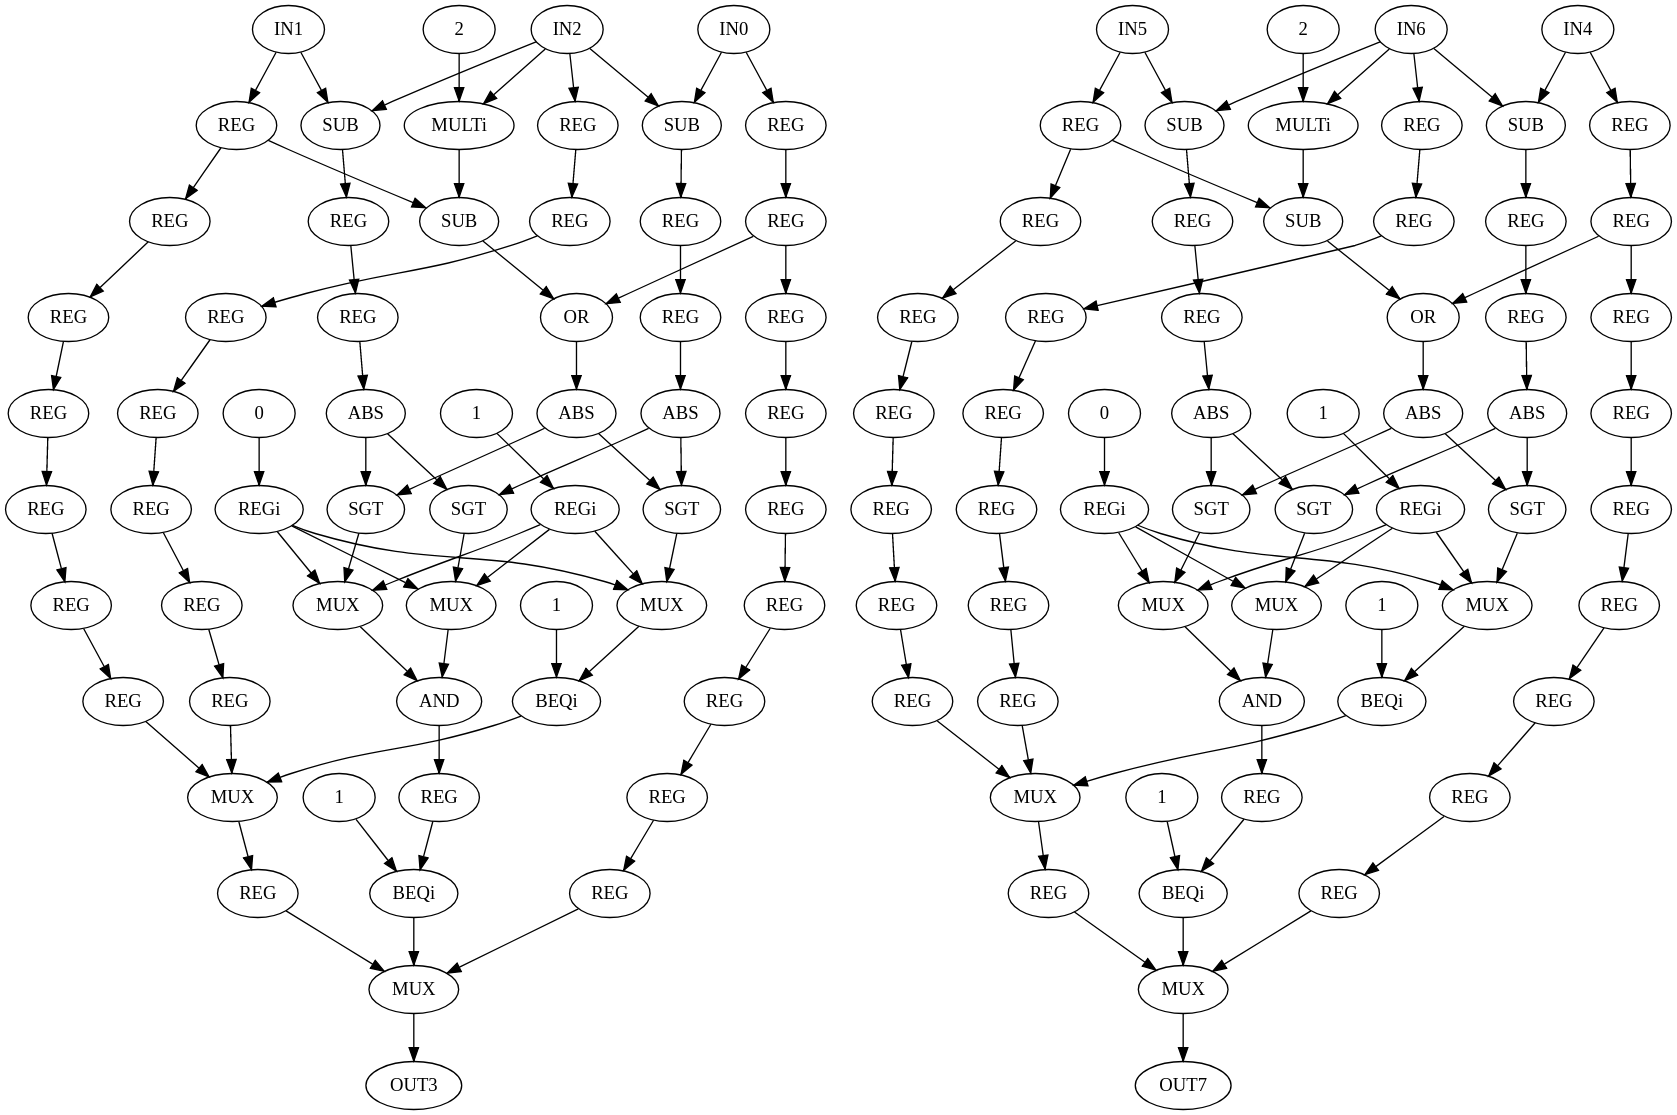 IN1 2 IN2 IN0 IN5 2 IN6 IN4
REG SUB MULTi REG SUB REG REG SUB MULTi REG SUB REG
REG REG SUB REG REG REG REG REG SUB REG REG REG
REG REG REG OR REG REG REG REG REG OR REG REG
REG REG 0 ABS 1 ABS ABS REG REG REG 0 ABS 1 ABS ABS REG
REG REG REGi SGT SGT REGi SGT REG REG REG REGi SGT SGT REGi SGT REG
REG REG MUX MUX 1 MUX REG REG REG MUX MUX 1 MUX REG
REG REG AND BEQi REG REG REG AND BEQi REG
MUX 1 REG REG MUX 1 REG REG
REG BEQi REG REG BEQi REG
MUX MUX
OUT3 OUT7